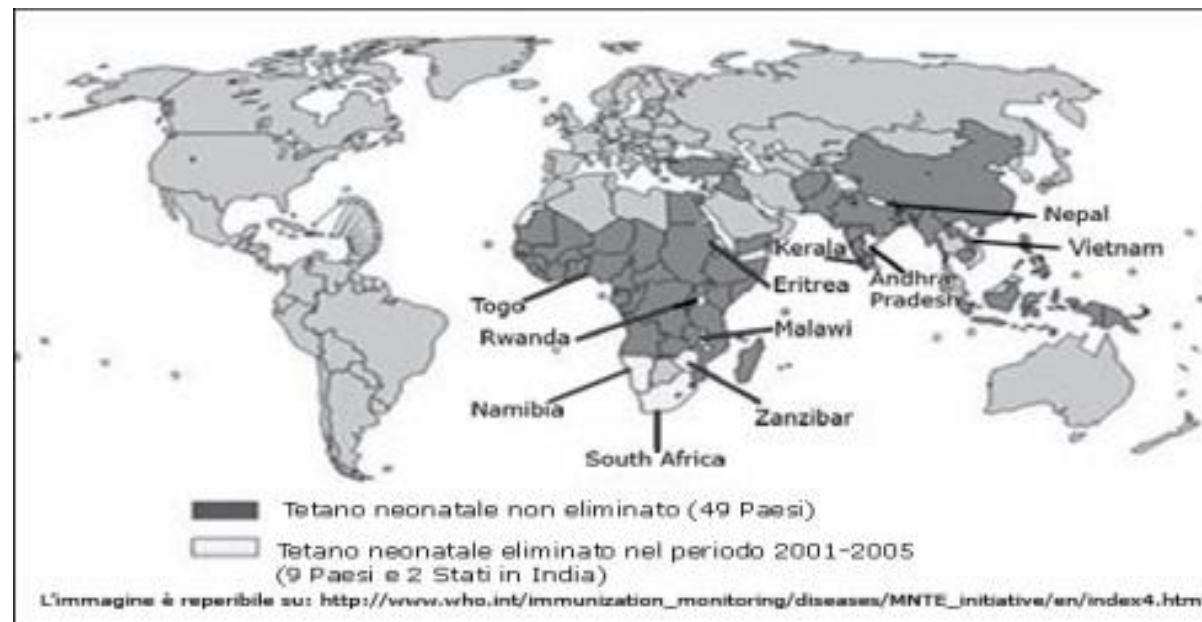 Nepal
Kerala
Vietnam
Eritrea
Andhra
Pradesh
Togo
Rwanda
Malawi
Namibia
Zanzibar
South Africa
Tetano neonatale non eliminato (49 Paesi)
Tetano neonatale eliminato nel periodo 2001-2005
(9 Paesi e 2 Stati in India)
L'immagine è reperibile su: http://www.who.int/immunization_monitoring/diseases/MNTE_initiative/en/index4.htm